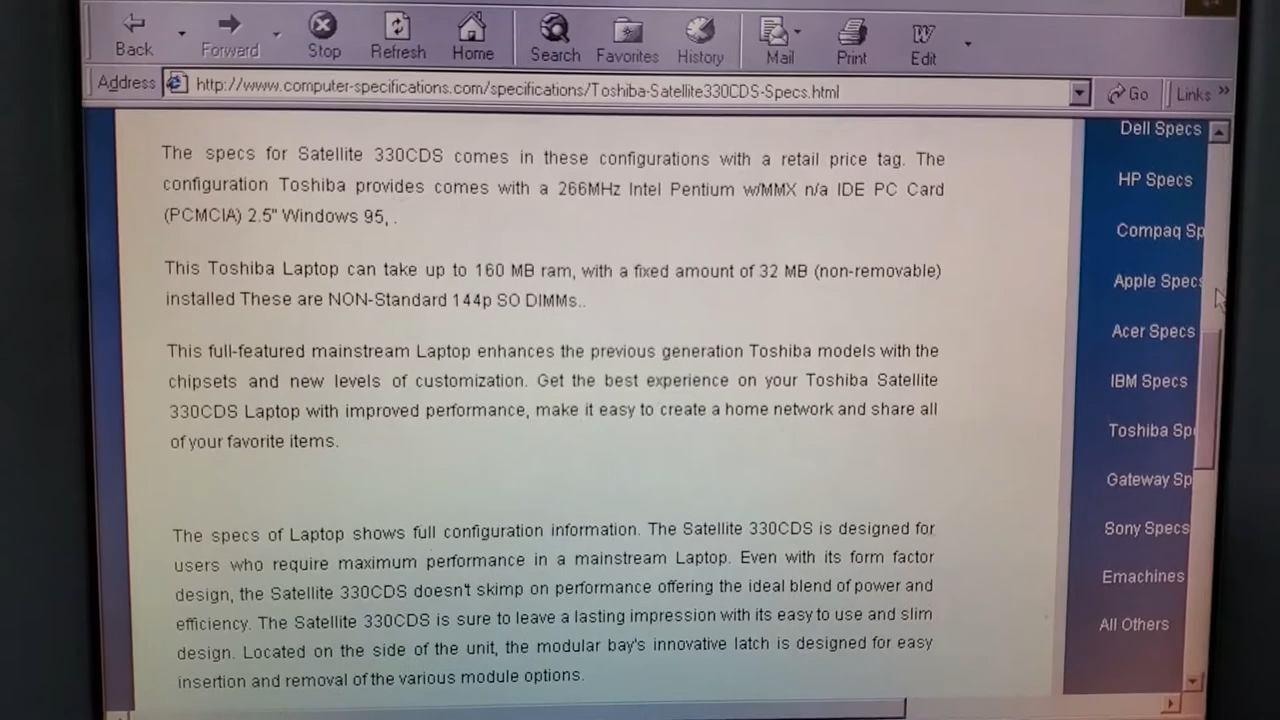 Back Forward Stop Refresh Home Search Favorites History Mail Print Edit
Address http://www.computer-specifications.com/specifications/Toshiba-Satellite330CDS-Specs.html Go Links »
The specs for Satellite 330CDS comes in these configurations with a retail price tag. The
configuration Toshiba provides comes with a 266MHz Intel Pentium w/MMX n/a IDE PC Card
(PCMCIA) 2.5" Windows 95, .
This Toshiba Laptop can take up to 160 MB ram, with a fixed amount of 32 MB (non-removable)
installed These are NON-Standard 144p SO DIMMs..
This full-featured mainstream Laptop enhances the previous generation Toshiba models with the
chipsets and new levels of customization. Get the best experience on your Toshiba Satellite
330CDS Laptop with improved performance, make it easy to create a home network and share all
of your favorite items.
The specs of Laptop shows full configuration information. The Satellite 330CDS is designed for
users who require maximum performance in a mainstream Laptop. Even with its form factor
design, the Satellite 330CDS doesn't skimp on performance offering the ideal blend of power and
efficiency. The Satellite 330CDS is sure to leave a lasting impression with its easy to use and slim
design. Located on the side of the unit, the modular bay's innovative latch is designed for easy
insertion and removal of the various module options.
Dell Specs
HP Specs
Compaq Sp
Apple Specs
Acer Specs
IBM Specs
Toshiba Sp
Gateway Sp
Sony Specs
Emachines
All Others